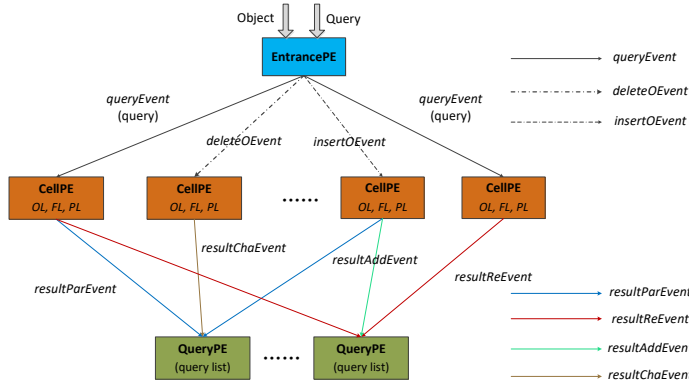 Object
Query
EntrancePE
queryEvent
(query)
deleteOEvent
insertOEvent
queryEvent
(query)
queryEvent
deleteOEvent
insertOEvent
CellPE
OL, FL, PL
CellPE
OL, FL, PL
......
CellPE
OL, FL, PL
CellPE
OL, FL, PL
resultParEvent
resultChaEvent
resultAddEvent
resultReEvent
QueryPE
(query list)
......
QueryPE
(query list)
resultParEvent
resultReEvent
resultAddEven
resultChaEvent